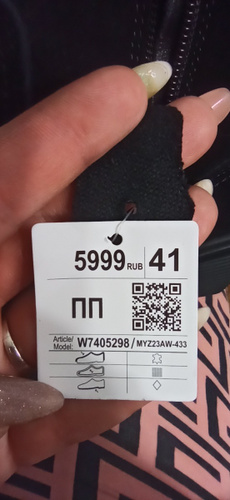 5999 RUB 41
ПП
Article/ Model: W7405298 / MYZ23AW-433